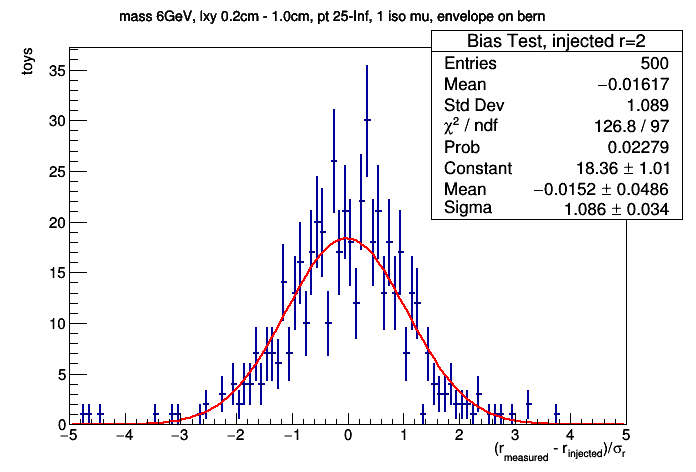 mass 6GeV, lxy 0.2cm - 1.0cm, pt 25-Inf, 1 iso mu, envelope on bern
Bias Test, injected r=2
Entries 500
Mean −0.01617
Std Dev 1.089
χ² / ndf 126.8 / 97
Prob 0.02279
Constant 18.36 ± 1.01
Mean −0.0152 ± 0.0486
Sigma 1.086 ± 0.034
toys
35
30
25
20
15
10
5
0
−5 −4 −3 −2 −1 0 1 2 3 4 5
(r_measured - r_injected)/σ_r